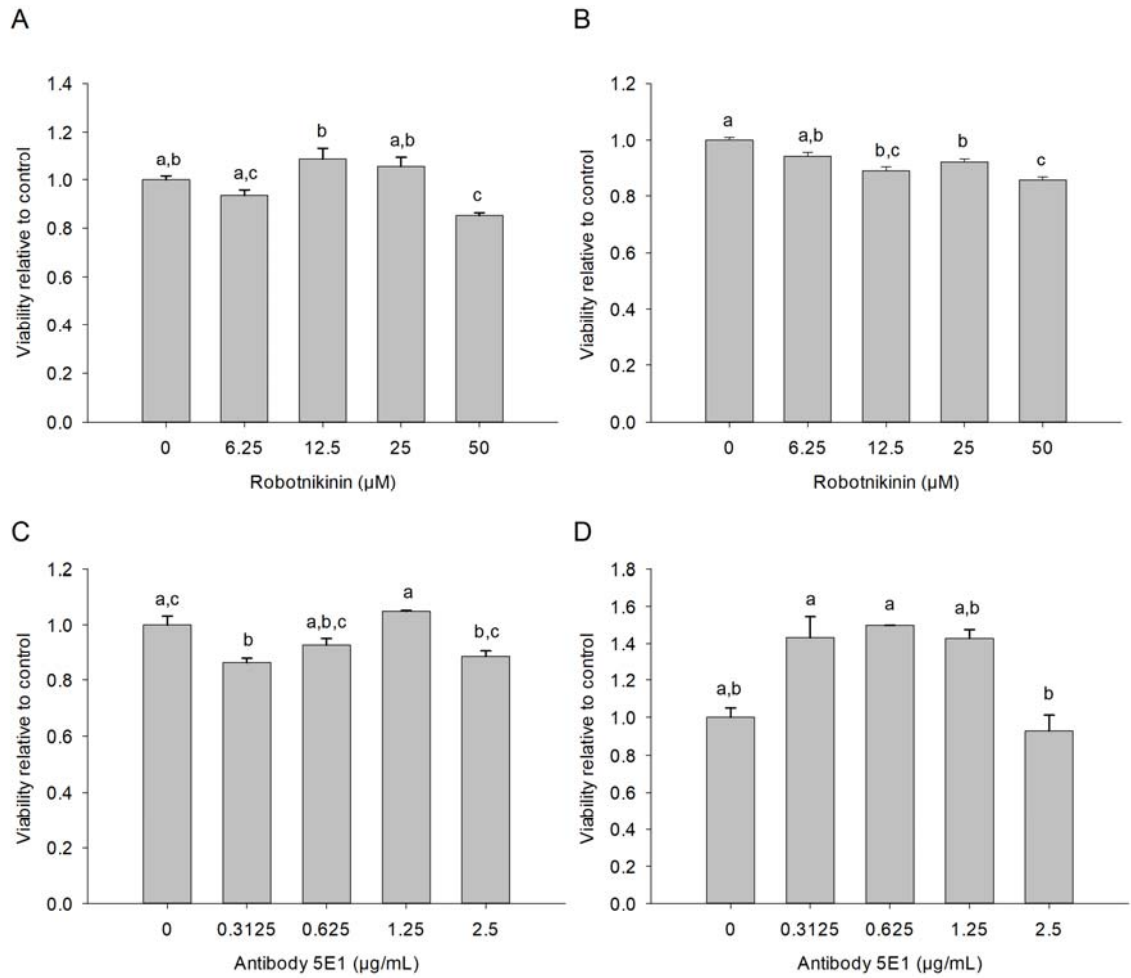 A
Viability relative to control
1.4
1.2
1.0
0.8
0.6
0.4
0.2
0.0
a,b
a,c
b
a,b
c
0 6.25 12.5 25 50
Robotnikinin (µM)
B
Viability relative to control
1.2
1.0
0.8
0.6
0.4
0.2
0.0
a
a,b
b,c
b
c
0 6.25 12.5 25 50
Robotnikinin (µM)
C
Viability relative to control
1.2
1.0
0.8
0.6
0.4
0.2
0.0
a,c
b
a,b,c
a
b,c
0 0.3125 0.625 1.25 2.5
Antibody 5E1 (µg/mL)
D
Viability relative to control
1.8
1.6
1.4
1.2
1.0
0.8
0.6
0.4
0.2
0.0
a,b
a
a
a,b
b
0 0.3125 0.625 1.25 2.5
Antibody 5E1 (µg/mL)